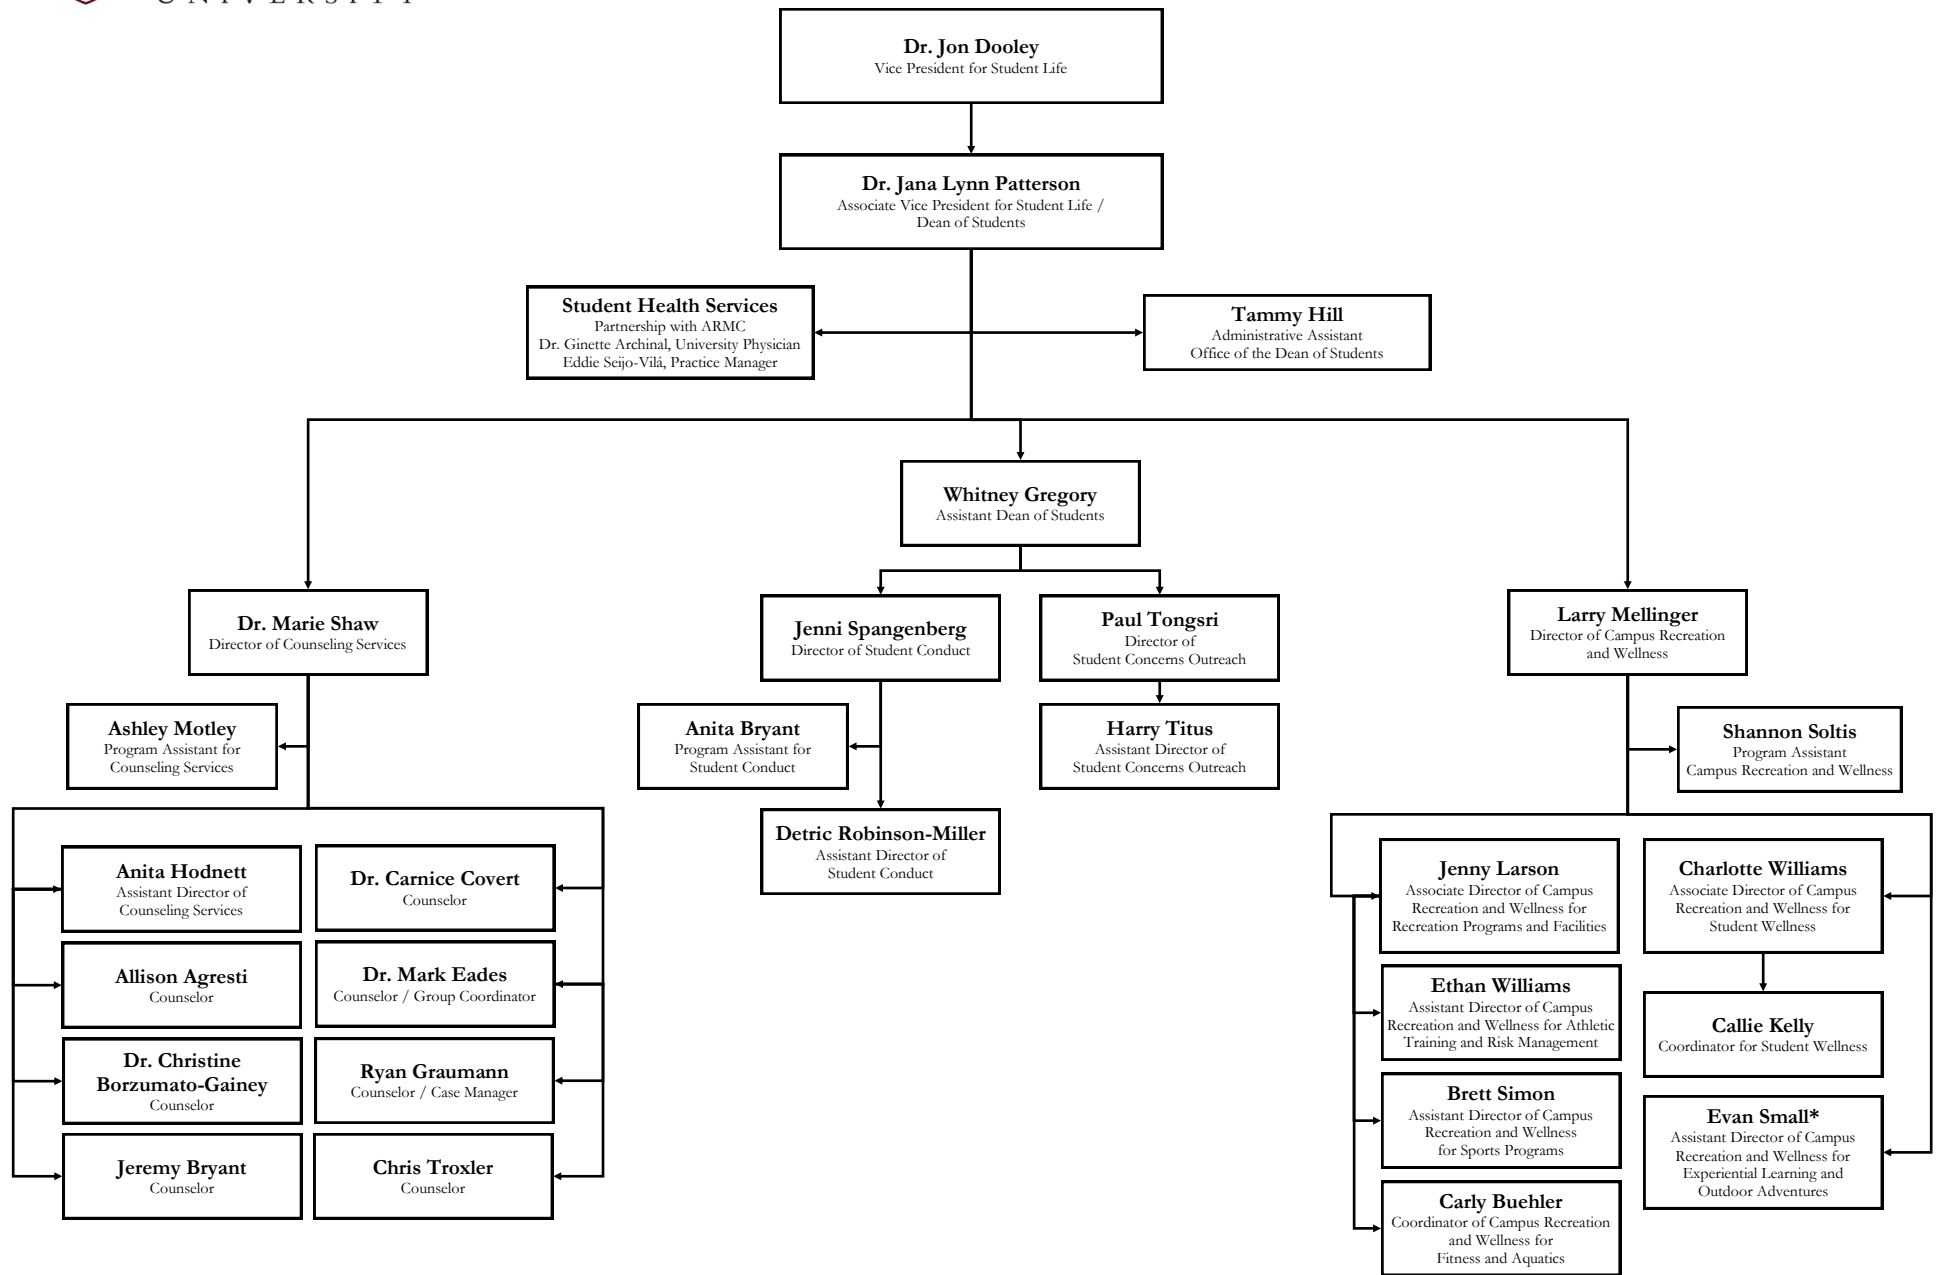 UNIVERSITY
Dr. Jon Dooley
Vice President for Student Life
Dr. Jana Lynn Patterson
Associate Vice President for Student Life /
Dean of Students
Student Health Services
Partnership with ARMC
Dr. Ginette Archinal, University Physician
Eddie Seijo-Vilá, Practice Manager
Tammy Hill
Administrative Assistant
Office of the Dean of Students
Whitney Gregory
Assistant Dean of Students
Dr. Marie Shaw
Director of Counseling Services
Jenni Spangenberg
Director of Student Conduct
Paul Tongsri
Director of
Student Concerns Outreach
Larry Mellinger
Director of Campus Recreation
and Wellness
Ashley Motley
Program Assistant for
Counseling Services
Anita Bryant
Program Assistant for
Student Conduct
Harry Titus
Assistant Director of
Student Concerns Outreach
Shannon Soltis
Program Assistant
Campus Recreation and Wellness
Detric Robinson-Miller
Assistant Director of
Student Conduct
Anita Hodnett
Assistant Director of
Counseling Services
Dr. Carnice Covert
Counselor
Allison Agresti
Counselor
Dr. Mark Eades
Counselor / Group Coordinator
Dr. Christine
Borzumato-Gainey
Counselor
Ryan Graumann
Counselor / Case Manager
Jeremy Bryant
Counselor
Chris Troxler
Counselor
Jenny Larson
Associate Director of Campus
Recreation and Wellness for
Recreation Programs and Facilities
Charlotte Williams
Associate Director of Campus
Recreation and Wellness for
Student Wellness
Ethan Williams
Assistant Director of Campus
Recreation and Wellness for Athletic
Training and Risk Management
Callie Kelly
Coordinator for Student Wellness
Brett Simon
Assistant Director of Campus
Recreation and Wellness
for Sports Programs
Evan Small*
Assistant Director of Campus
Recreation and Wellness for
Experiential Learning and
Outdoor Adventures
Carly Buehler
Coordinator of Campus Recreation
and Wellness for
Fitness and Aquatics